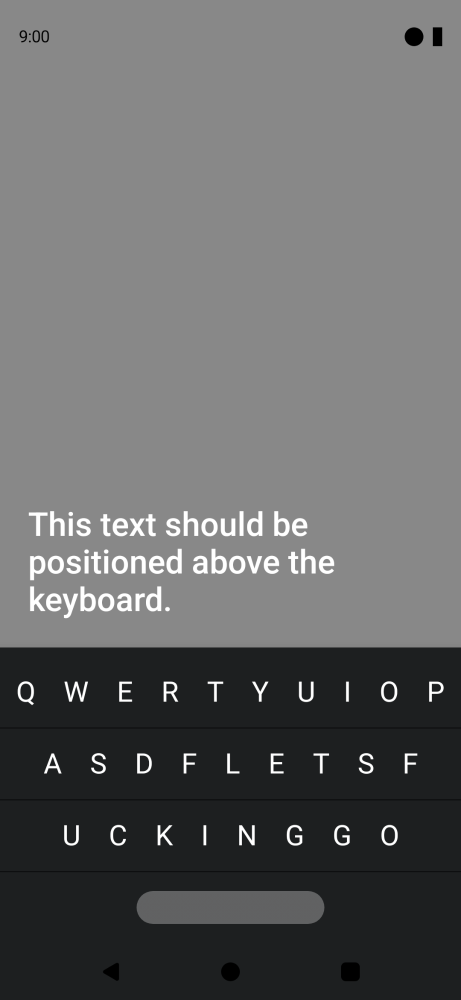 9:00
This text should be
positioned above the
keyboard.
Q W E R T Y U I O P
A S D F L E T S F
U C K I N G G O